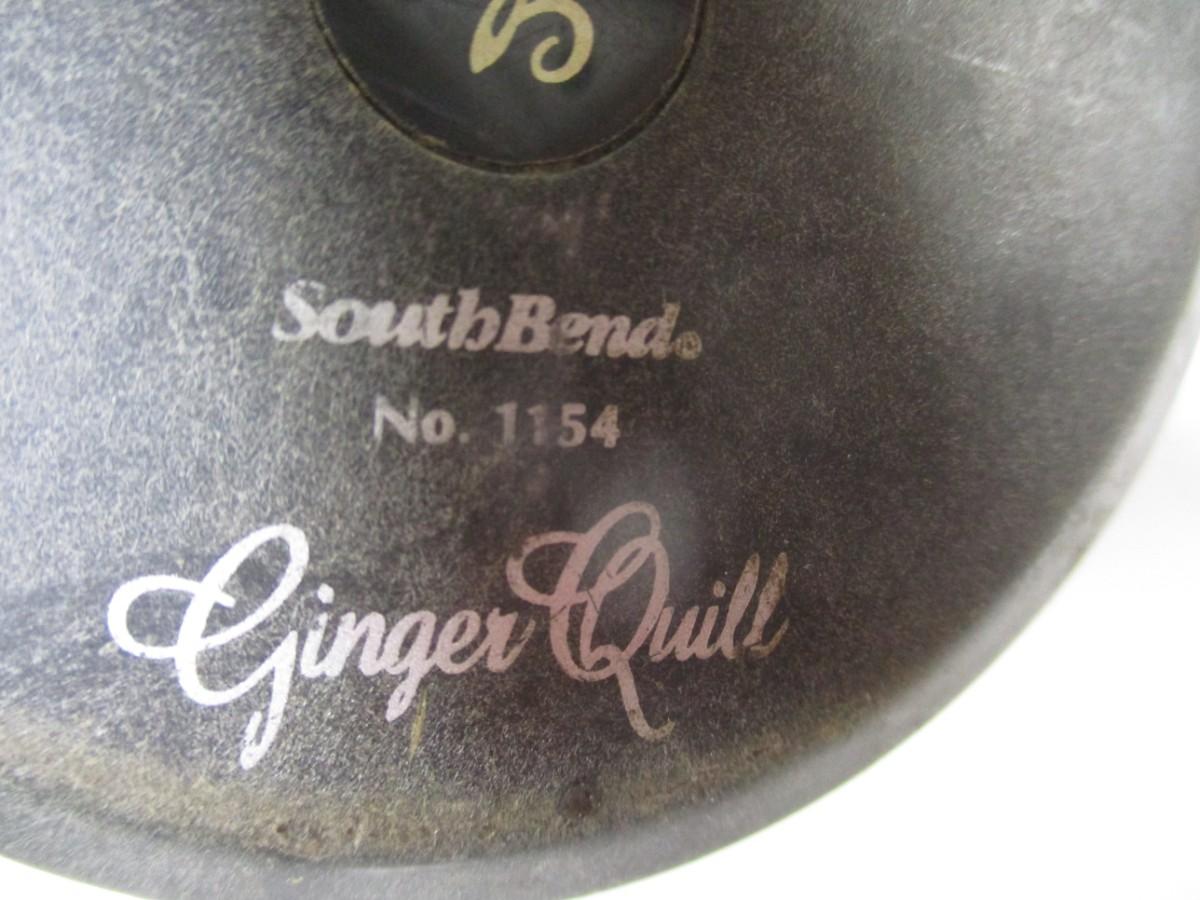 B
SouthBend®
No. 1154
Ginger Quill